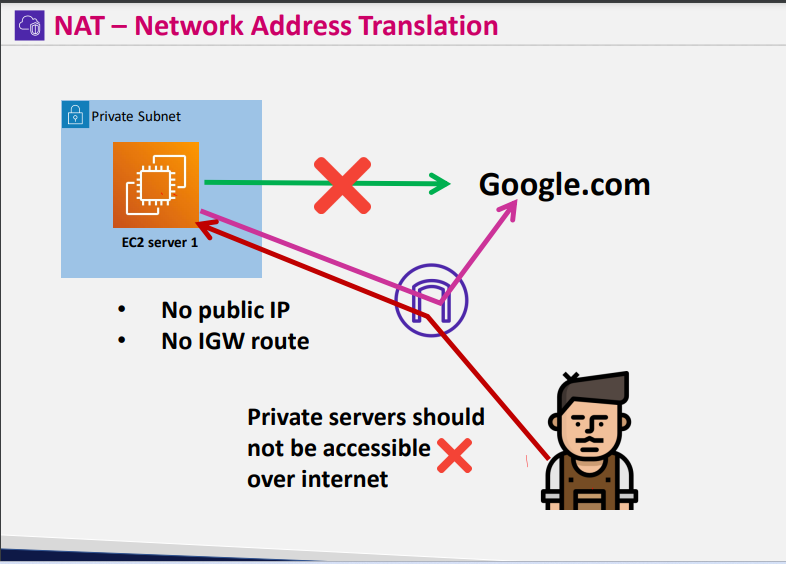 NAT – Network Address Translation
Private Subnet
Google.com
EC2 server 1
• No public IP
• No IGW route
Private servers should
not be accessible
over internet